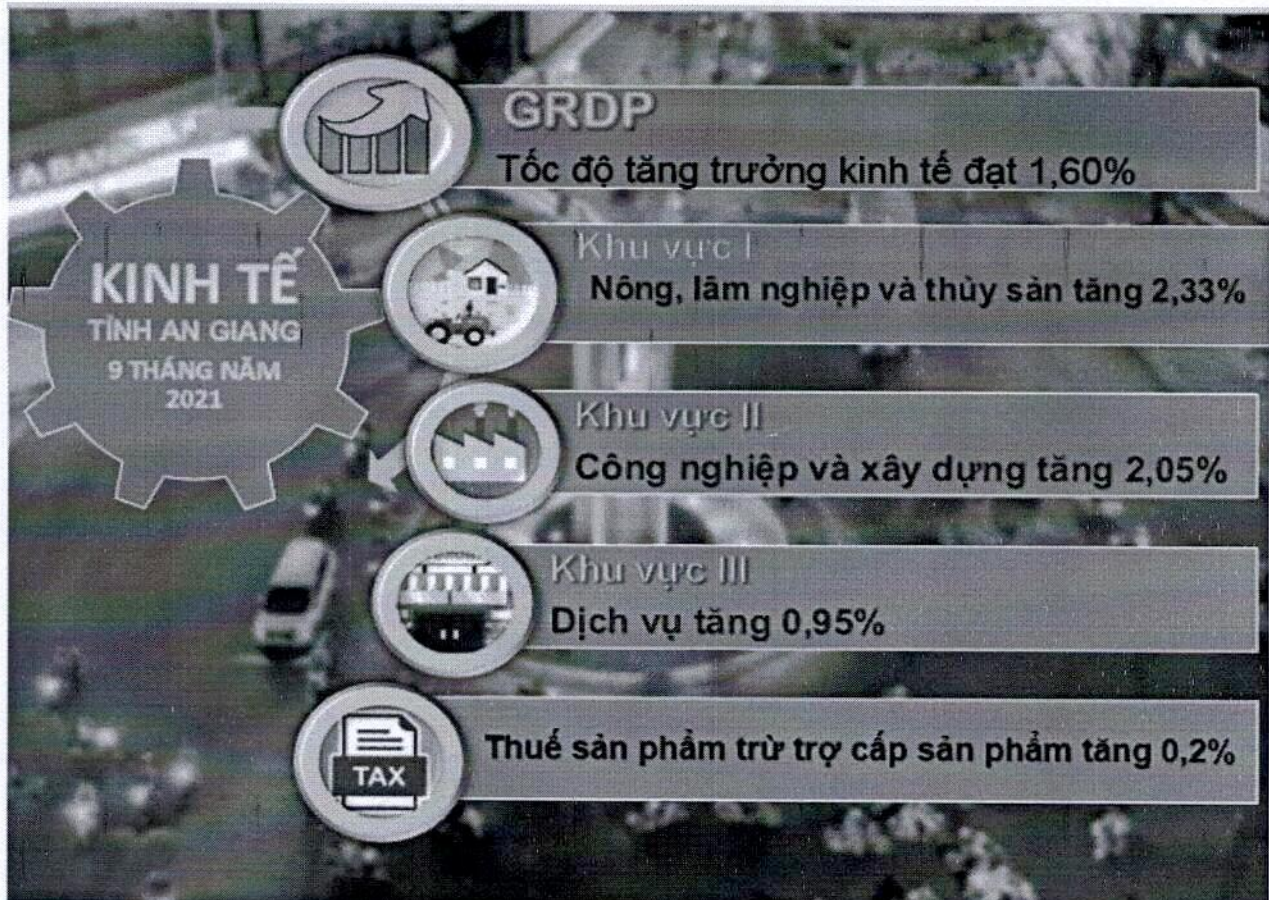 GRDP
Tốc độ tăng trưởng kinh tế đạt 1,60%
KINH TẾ
TỈNH AN GIANG
9 THÁNG NĂM
2021
Khu vực I
Nông, lâm nghiệp và thủy sản tăng 2,33%
Khu vực II
Công nghiệp và xây dựng tăng 2,05%
Khu vực III
Dịch vụ tăng 0,95%
TAX
Thuế sản phẩm trừ trợ cấp sản phẩm tăng 0,2%